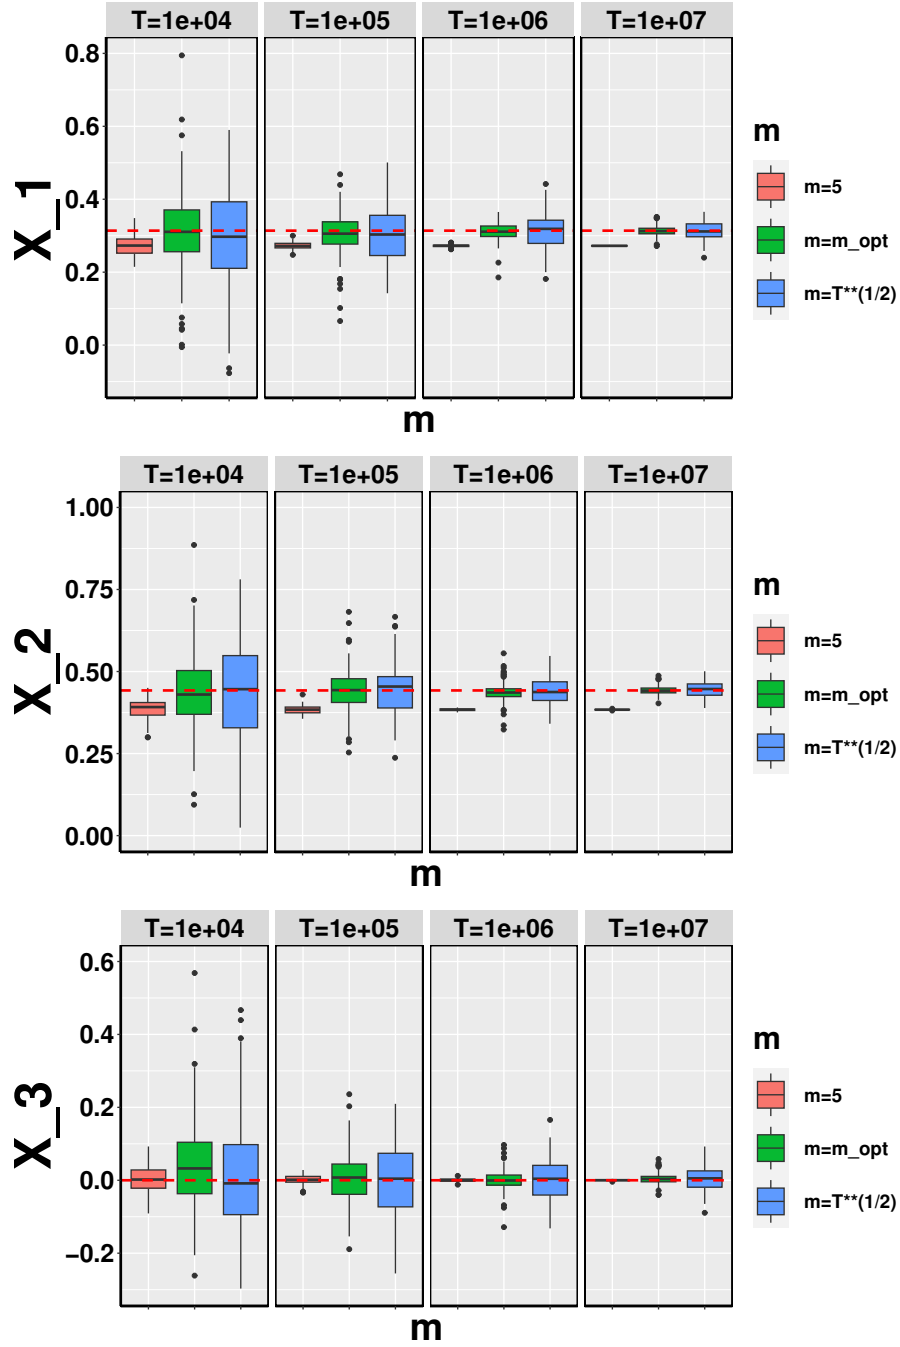 T=1e+04 T=1e+05 T=1e+06 T=1e+07
X_1
0.8
0.6
0.4
0.2
0.0
m
m
m=5
m=m_opt
m=T**(1/2)
T=1e+04 T=1e+05 T=1e+06 T=1e+07
X_2
1.00
0.75
0.50
0.25
0.00
m
m
m=5
m=m_opt
m=T**(1/2)
T=1e+04 T=1e+05 T=1e+06 T=1e+07
X_3
0.6
0.4
0.2
0.0
−0.2
m
m
m=5
m=m_opt
m=T**(1/2)